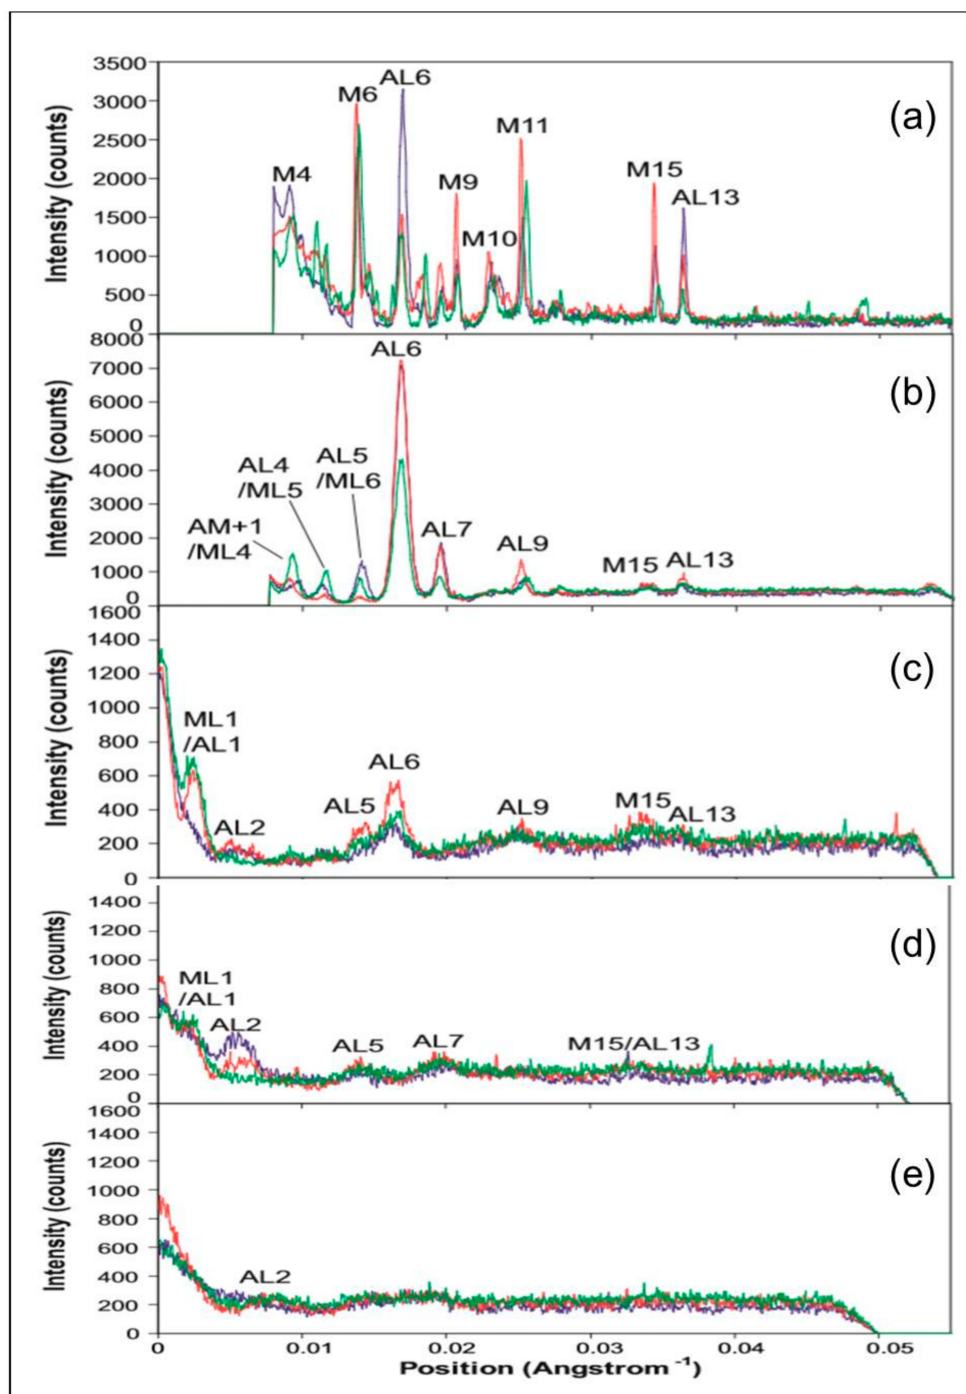 3500
3000
2500
2000
1500
1000
500
0
Intensity (counts)
M4
M6
AL6
M9
M10
M11
M15
AL13
(a)
8000
7000
6000
5000
4000
3000
2000
1000
0
Intensity (counts)
AM+1
/ML4
AL4
/ML5
AL5
/ML6
AL6
AL7
AL9
M15
AL13
(b)
1600
1400
1200
1000
800
600
400
200
0
Intensity (counts)
ML1
/AL1
AL2
AL5
AL6
AL9
M15
AL13
(c)
1400
1200
1000
800
600
400
200
0
Intensity (counts)
ML1
/AL1
AL2
AL5
AL7
M15/AL13
(d)
1600
1400
1200
1000
800
600
400
200
0
Intensity (counts)
AL2
(e)
0 0.01 0.02 0.03 0.04 0.05
Position (Angstrom -1)